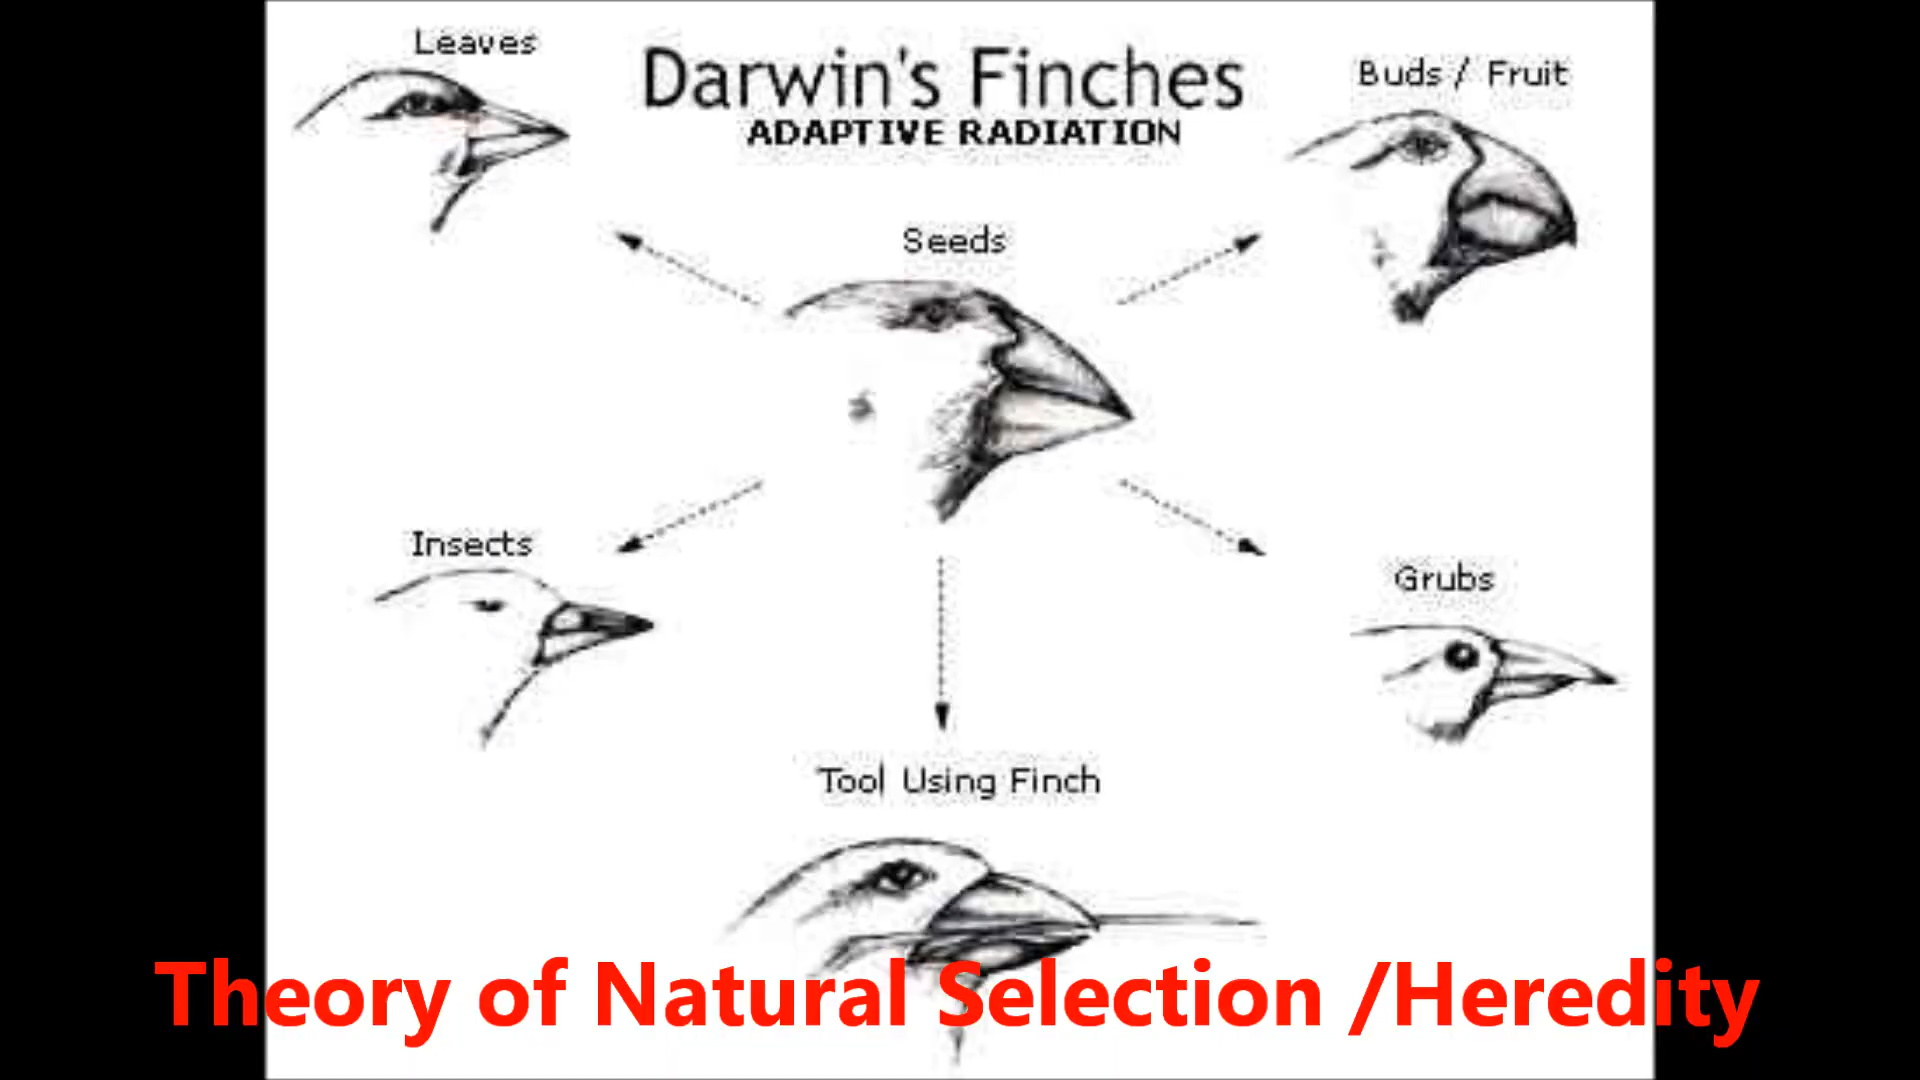 Leaves
Darwin's Finches
ADAPTIVE RADIATION
Buds / Fruit
Seeds
Insects
Grubs
Tool Using Finch
Theory of Natural Selection /Heredity